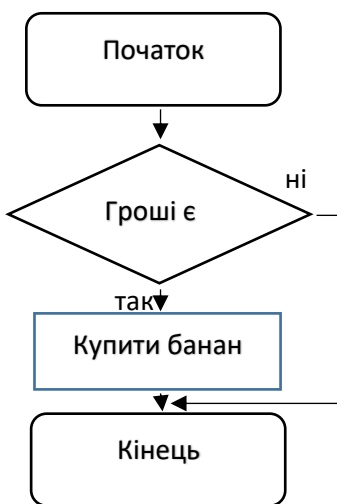 Початок
ні
Гроші є
так
Купити банан
Кінець